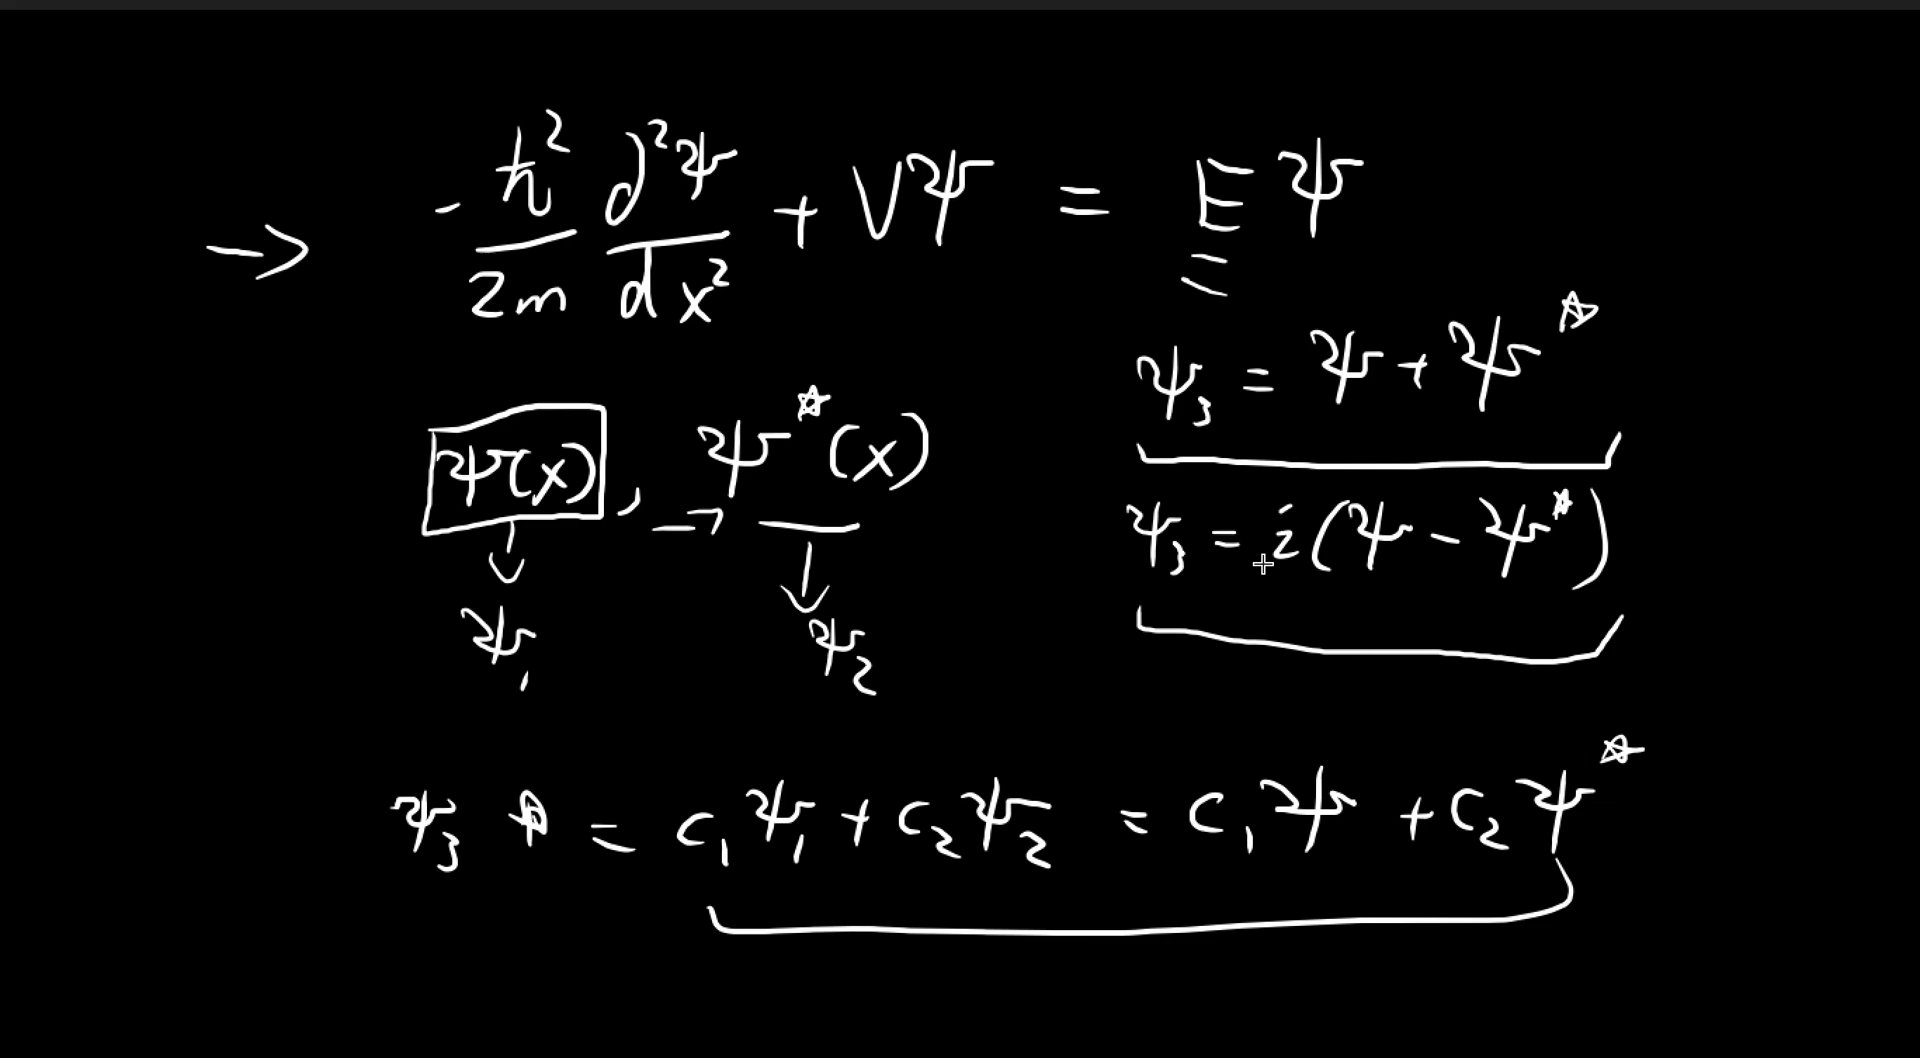 → -ħ²/2m d²ψ/dx² + Vψ = Eψ
ψ₃ = ψ + ψ*
ψ(x), → ψ*(x)
ψ₃ = i(ψ - ψ*)
ψ₁ ψ₂
ψ₃ = c₁ψ₁ + c₂ψ₂ = c₁ψ + c₂ψ*